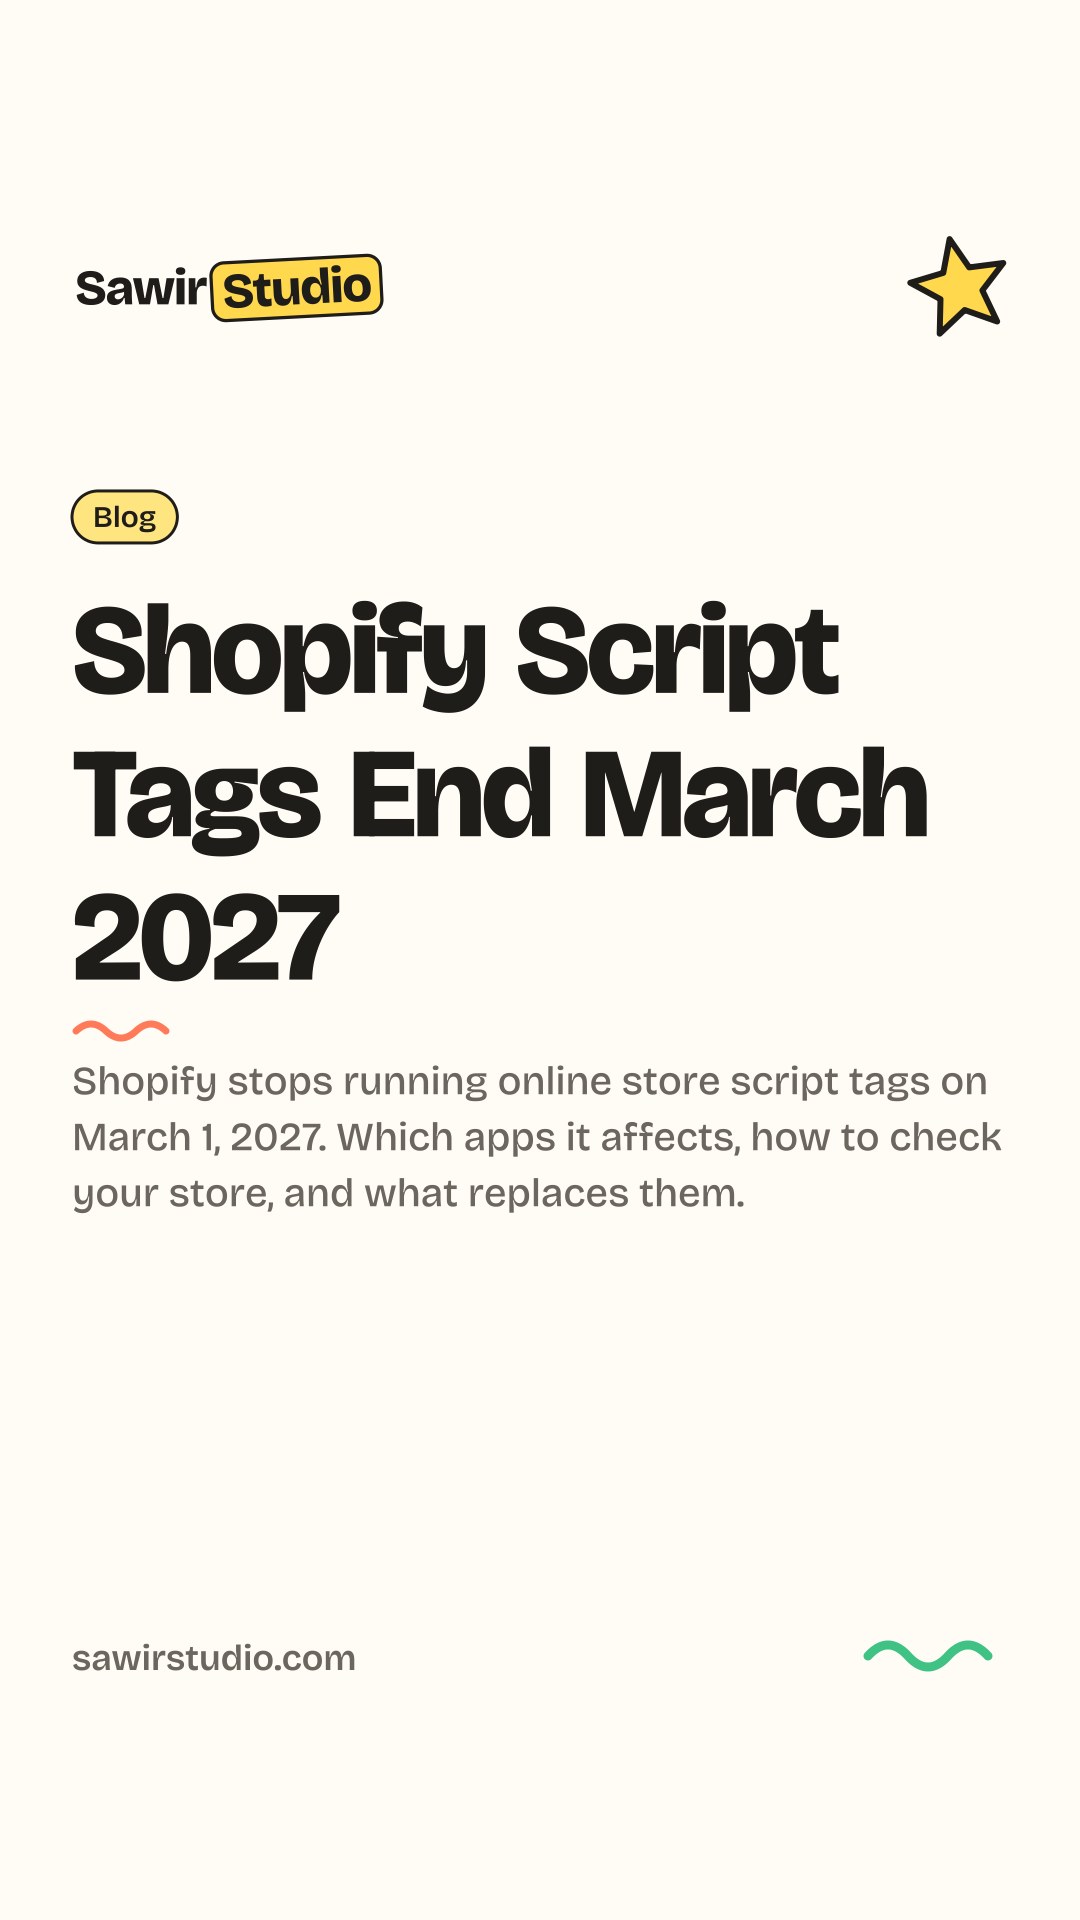 Sawir Studio
Blog
Shopify Script
Tags End March
2027
Shopify stops running online store script tags on
March 1, 2027. Which apps it affects, how to check
your store, and what replaces them.
sawirstudio.com